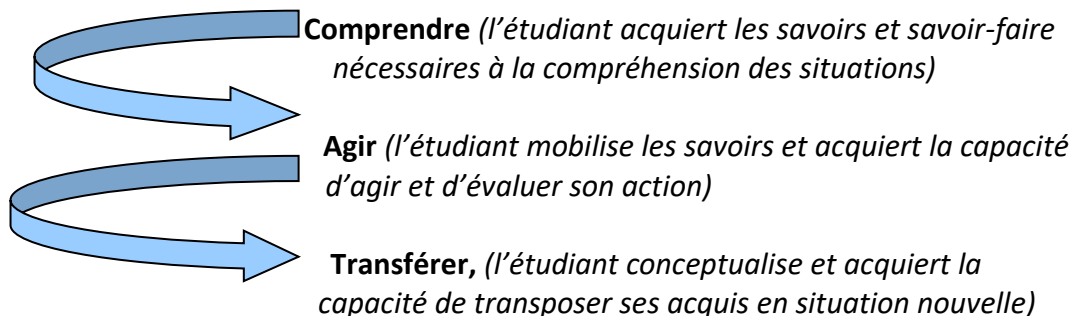 Comprendre (l’étudiant acquiert les savoirs et savoir-faire
nécessaires à la compréhension des situations)
Agir (l’étudiant mobilise les savoirs et acquiert la capacité
d’agir et d’évaluer son action)
Transférer, (l’étudiant conceptualise et acquiert la
capacité de transposer ses acquis en situation nouvelle)